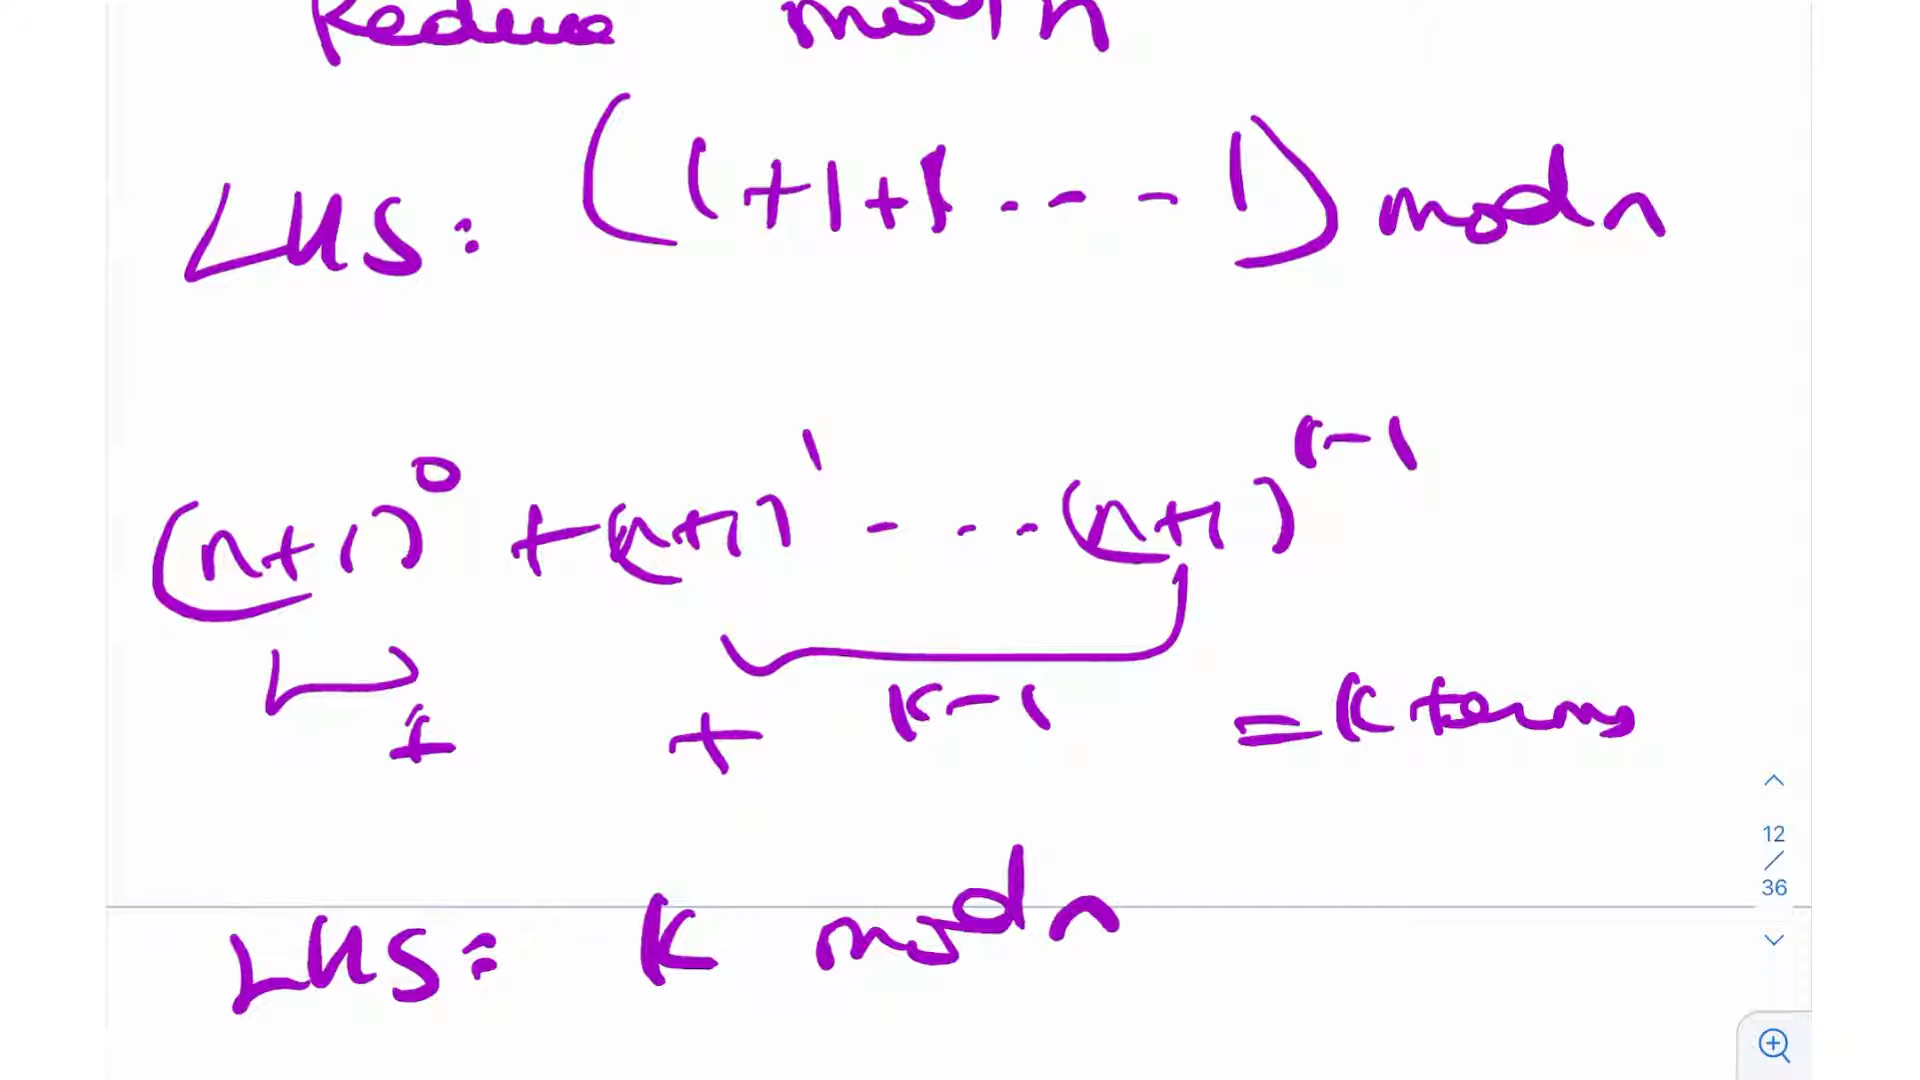 Reduce mod n
LHS: (1+1+1 . - - - 1) mod n
(n+1)^0 + (n+1)^1 - - . . (n+1)^k-1
1 + k-1 = k terms
LHS = k mod n
12
/
36